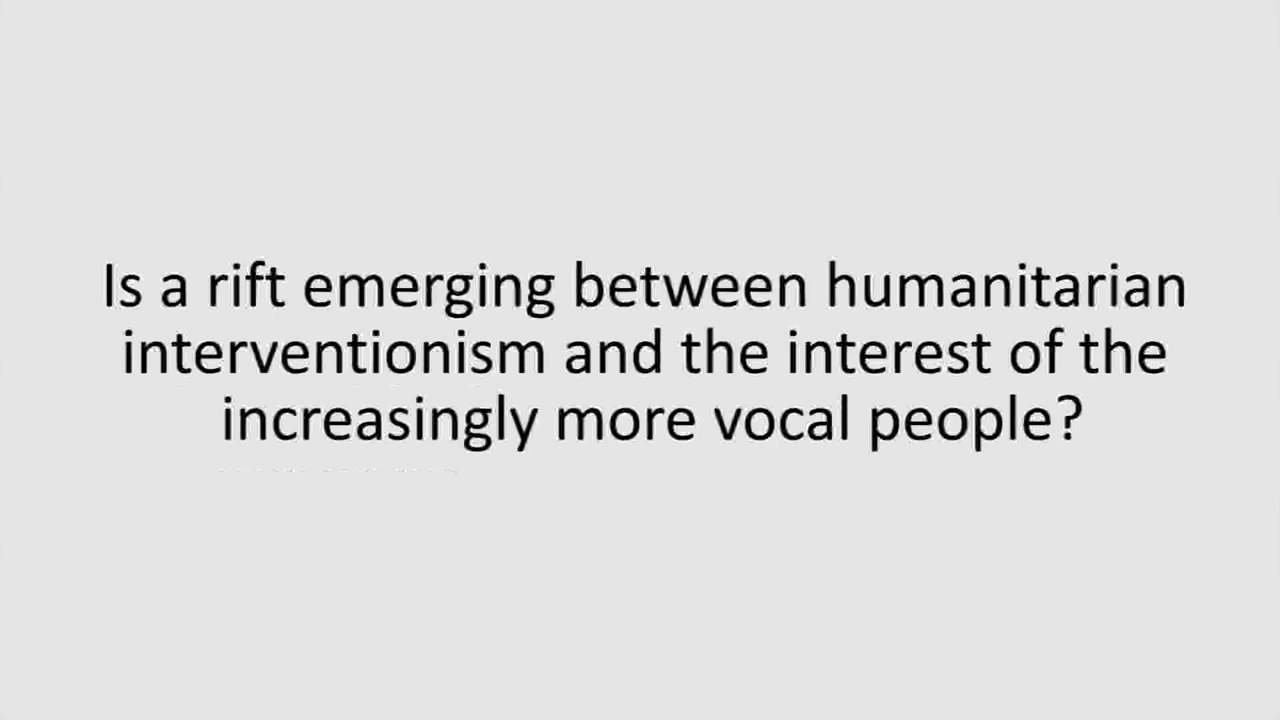 Is a rift emerging between humanitarian
interventionism and the interest of the
increasingly more vocal people?